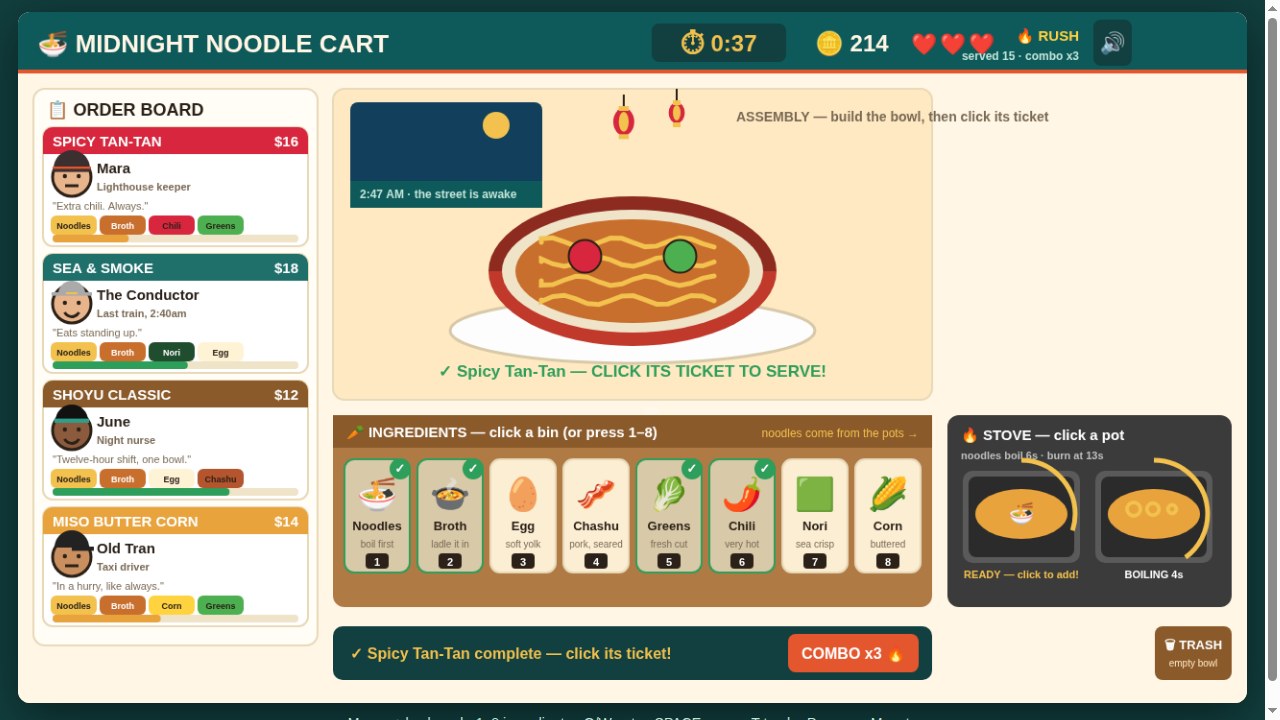 🍜 MIDNIGHT NOODLE CART
⏱ 0:37
🪙 214
❤️❤️❤️
🔥 RUSH
served 15 · combo x3
🔊
📋 ORDER BOARD
SPICY TAN-TAN $16
Mara
Lighthouse keeper
"Extra chili. Always."
Noodles Broth Chili Greens
SEA & SMOKE $18
The Conductor
Last train, 2:40am
"Eats standing up."
Noodles Broth Nori Egg
SHOYU CLASSIC $12
June
Night nurse
"Twelve-hour shift, one bowl."
Noodles Broth Egg Chashu
MISO BUTTER CORN $14
Old Tran
Taxi driver
"In a hurry, like always."
Noodles Broth Corn Greens
ASSEMBLY — build the bowl, then click its ticket
2:47 AM · the street is awake
✓ Spicy Tan-Tan — CLICK ITS TICKET TO SERVE!
🥕 INGREDIENTS — click a bin (or press 1–8) noodles come from the pots →
✓ ✓ ✓ ✓
Noodles Broth Egg Chashu Greens Chili Nori Corn
boil first ladle it in soft yolk pork, seared fresh cut very hot sea crisp buttered
1 2 3 4 5 6 7 8
🔥 STOVE — click a pot
noodles boil 6s · burn at 13s
READY — click to add! BOILING 4s
✓ Spicy Tan-Tan complete — click its ticket!
COMBO x3 🔥
🗑 TRASH
empty bowl